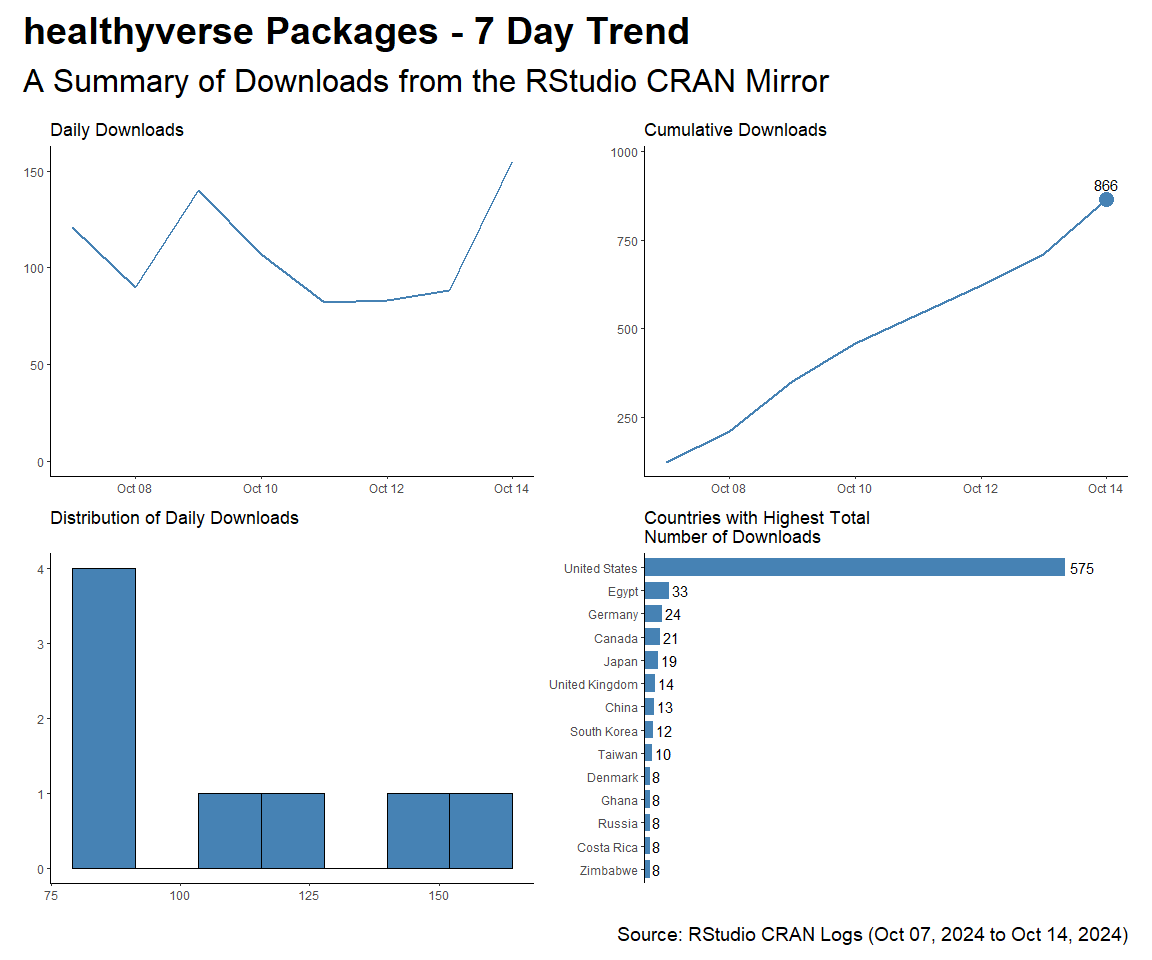 healthyverse Packages - 7 Day Trend
A Summary of Downloads from the RStudio CRAN Mirror
Daily Downloads
150
100
50
0
Oct 08
Oct 10
Oct 12
Oct 14
Cumulative Downloads
1000
750
500
250
866
Oct 08
Oct 10
Oct 12
Oct 14
Distribution of Daily Downloads
4
3
2
1
0
75
100
125
150
Countries with Highest Total
Number of Downloads
United States 575
Egypt 33
Germany 24
Canada 21
Japan 19
United Kingdom 14
China 13
South Korea 12
Taiwan 10
Denmark 8
Ghana 8
Russia 8
Costa Rica 8
Zimbabwe 8
Source: RStudio CRAN Logs (Oct 07, 2024 to Oct 14, 2024)